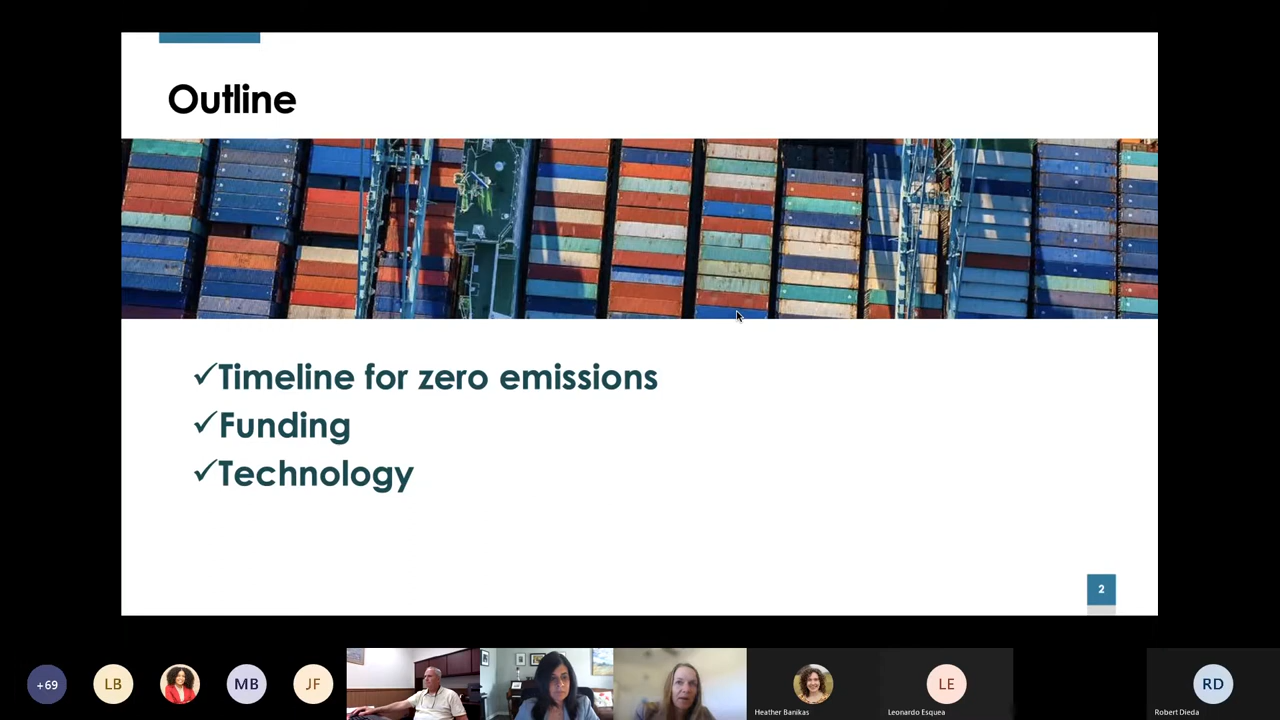 Outline
✓Timeline for zero emissions
✓Funding
✓Technology
2
+69
LB
MB
JF
Heather Banikas
LE
Leonardo Esquea
RD
Robert Dieda